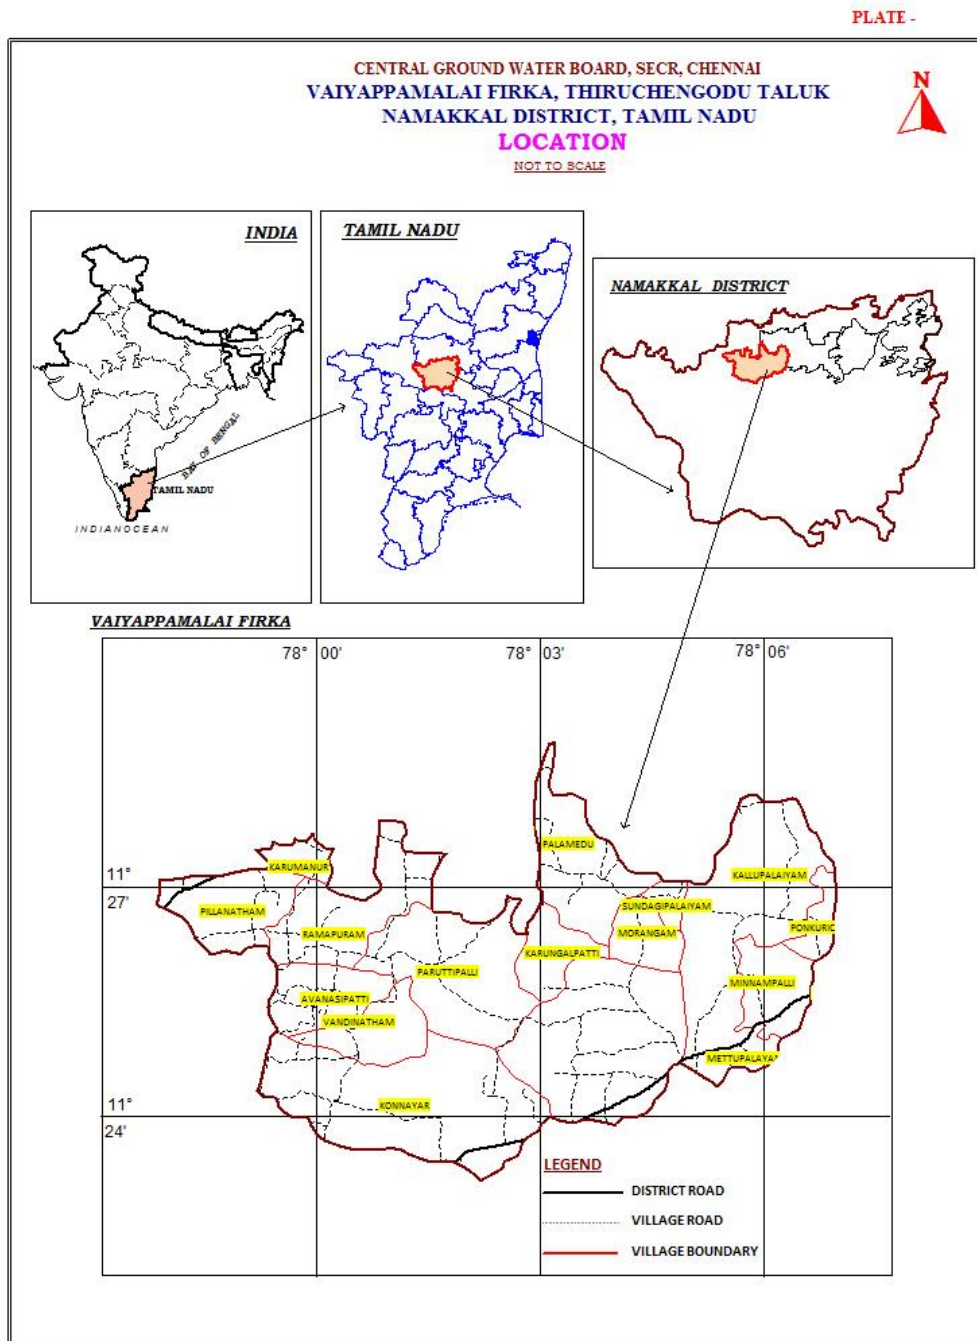 PLATE -
CENTRAL GROUND WATER BOARD, SECR, CHENNAI
VAIYAPPAMALAI FIRKA, THIRUCHENGODU TALUK
NAMAKKAL DISTRICT, TAMIL NADU
LOCATION
NOT TO SCALE
N
INDIA
BAY OF BENGAL
TAMIL NADU
INDIAN OCEAN
TAMIL NADU
NAMAKKAL DISTRICT
VAIYAPPAMALAI FIRKA
78° 00'
78° 03'
78° 06'
11°
27'
11°
24'
PALAMEDU
KARUMANUR
KALLUPALAIYAM
PILLANATHAM
SUNDAGIPALAIYAM
RAMAPURAM
MORANGAM
PONKURIC
KARUNGALPATTI
PARUTTIPALLI
MINNAMPALLI
AVANASIPATTI
VANDINATHAM
METTUPALAYAM
KONNAYAR
LEGEND
DISTRICT ROAD
VILLAGE ROAD
VILLAGE BOUNDARY